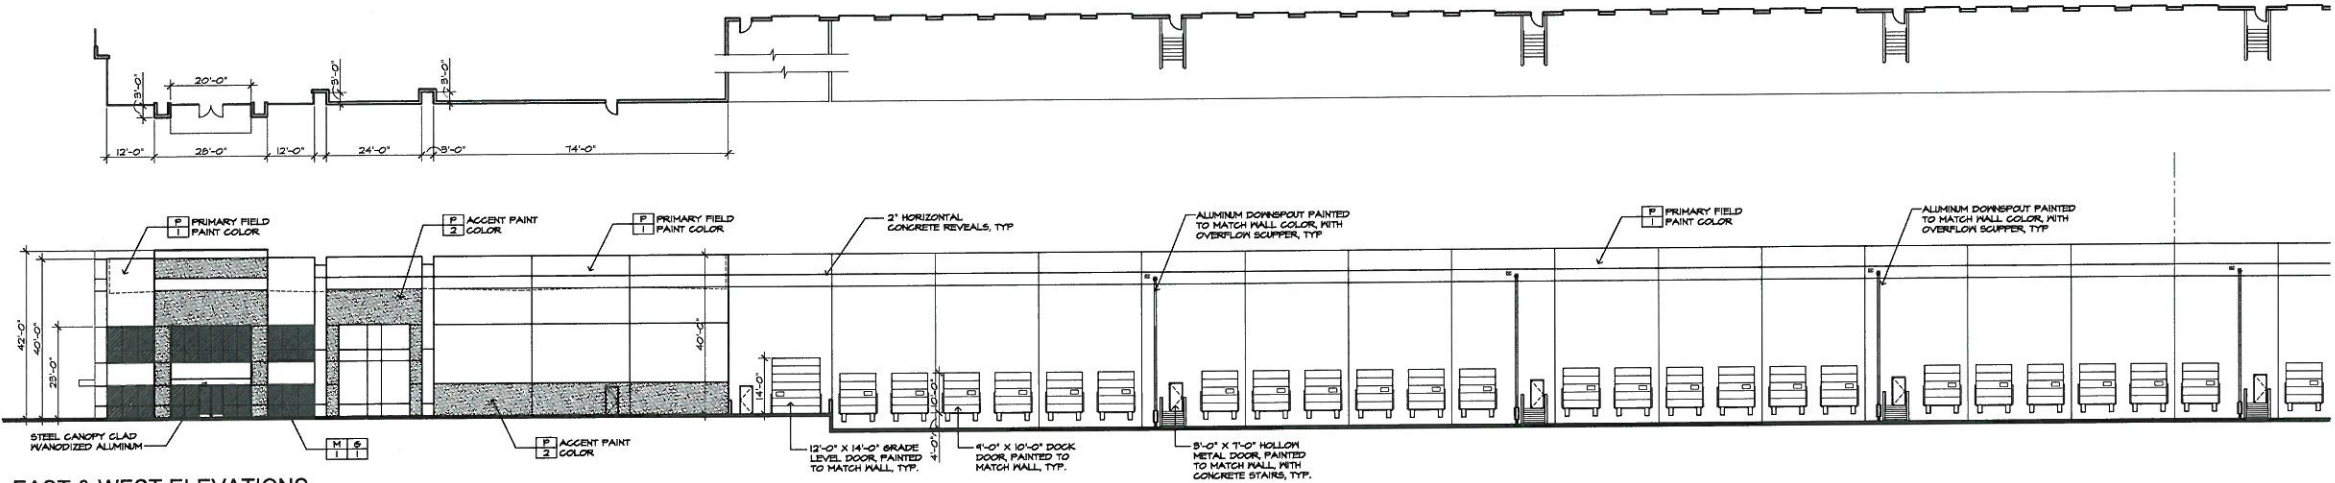 20'-0"
3'-0"
3'-0"
3'-0"
12'-0"
28'-0"
12'-0"
24'-0"
3'-0"
74'-0"
P 1 PRIMARY FIELD
PAINT COLOR
P 2 ACCENT PAINT
COLOR
P 1 PRIMARY FIELD
PAINT COLOR
2" HORIZONTAL
CONCRETE REVEALS, TYP
ALUMINUM DOWNSPOUT PAINTED
TO MATCH WALL COLOR, WITH
OVERFLOW SCUPPER, TYP
P 1 PRIMARY FIELD
PAINT COLOR
ALUMINUM DOWNSPOUT PAINTED
TO MATCH WALL COLOR, WITH
OVERFLOW SCUPPER, TYP
42'-0"
40'-0"
23'-0"
40'-0"
14'-0"
10'-0"
4'-0"
STEEL CANOPY CLAD
W/ANODIZED ALUMINUM
M G
1 1
P 2 ACCENT PAINT
COLOR
12'-0" X 14'-0" GRADE
LEVEL DOOR, PAINTED
TO MATCH WALL, TYP.
9'-0" X 10'-0" DOCK
DOOR, PAINTED TO
MATCH WALL, TYP.
3'-0" X 7'-0" HOLLOW
METAL DOOR, PAINTED
TO MATCH WALL, WITH
CONCRETE STAIRS, TYP.
EAST & WEST ELEVATIONS